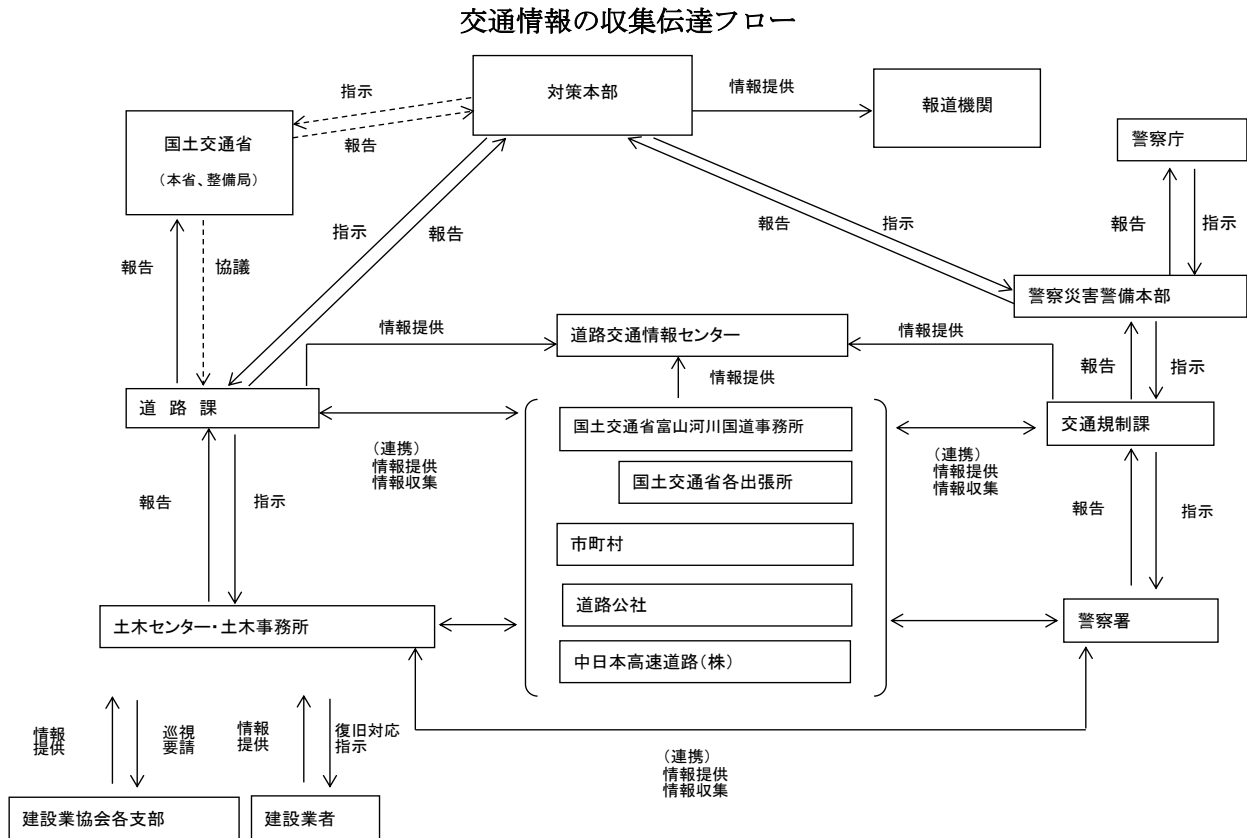 交通情報の収集伝達フロー
対策本部
情報提供
報道機関
指示
報告
国土交通省
（本省、整備局）
警察庁
報告
指示
指示
報告
報告
指示
報告
協議
警察災害警備本部
情報提供
道路交通情報センター
情報提供
情報提供
報告
指示
道 路 課
国土交通省富山河川国道事務所
交通規制課
（連携）
情報提供
情報収集
国土交通省各出張所
（連携）
情報提供
情報収集
報告
指示
市町村
報告
指示
道路公社
土木センター・土木事務所
警察署
中日本高速道路（株）
情報
提供
巡視
要請
情報
提供
復旧対応
指示
（連携）
情報提供
情報収集
建設業協会各支部
建設業者